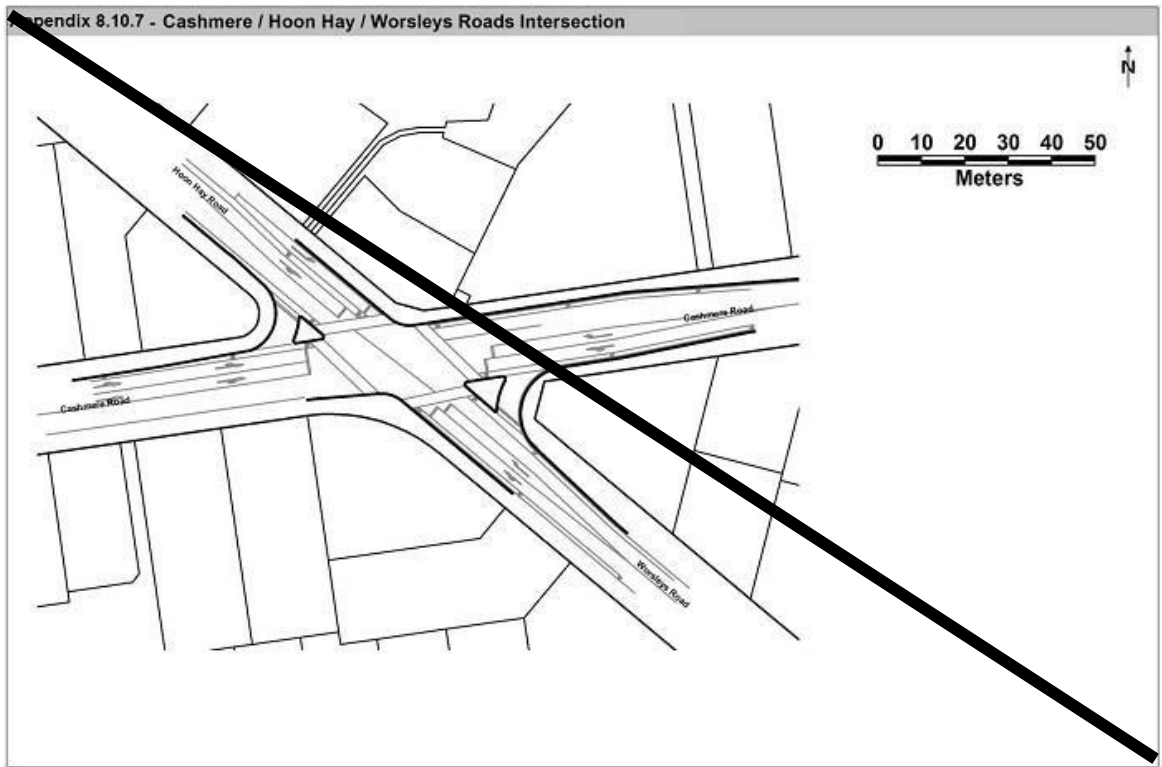 Appendix 8.10.7 - Cashmere / Hoon Hay / Worsleys Roads Intersection
N
0 10 20 30 40 50
Meters
Hoon Hay Road
Cashmere Road
Cashmere Road
Worsleys Road